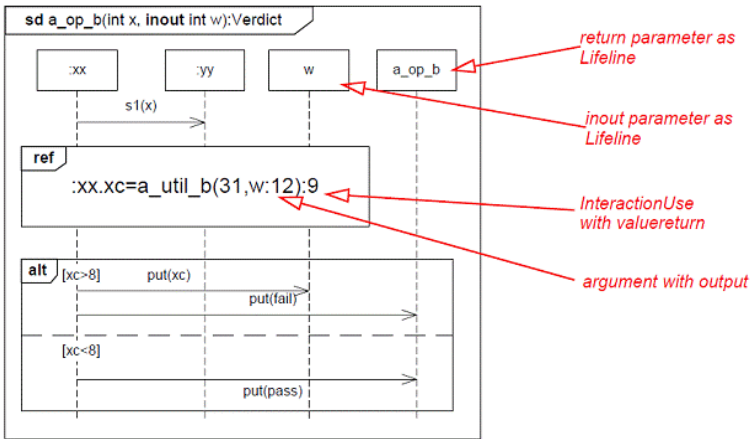 sd a_op_b(int x, inout int w):Verdict
return parameter as
Lifeline
:xx
:yy
w
a_op_b
s1(x)
inout parameter as
Lifeline
ref
:xx.xc=a_util_b(31,w:12):9
InteractionUse
with valuereturn
alt
[xc>8]
put(xc)
argument with output
put(fail)
[xc<8]
put(pass)